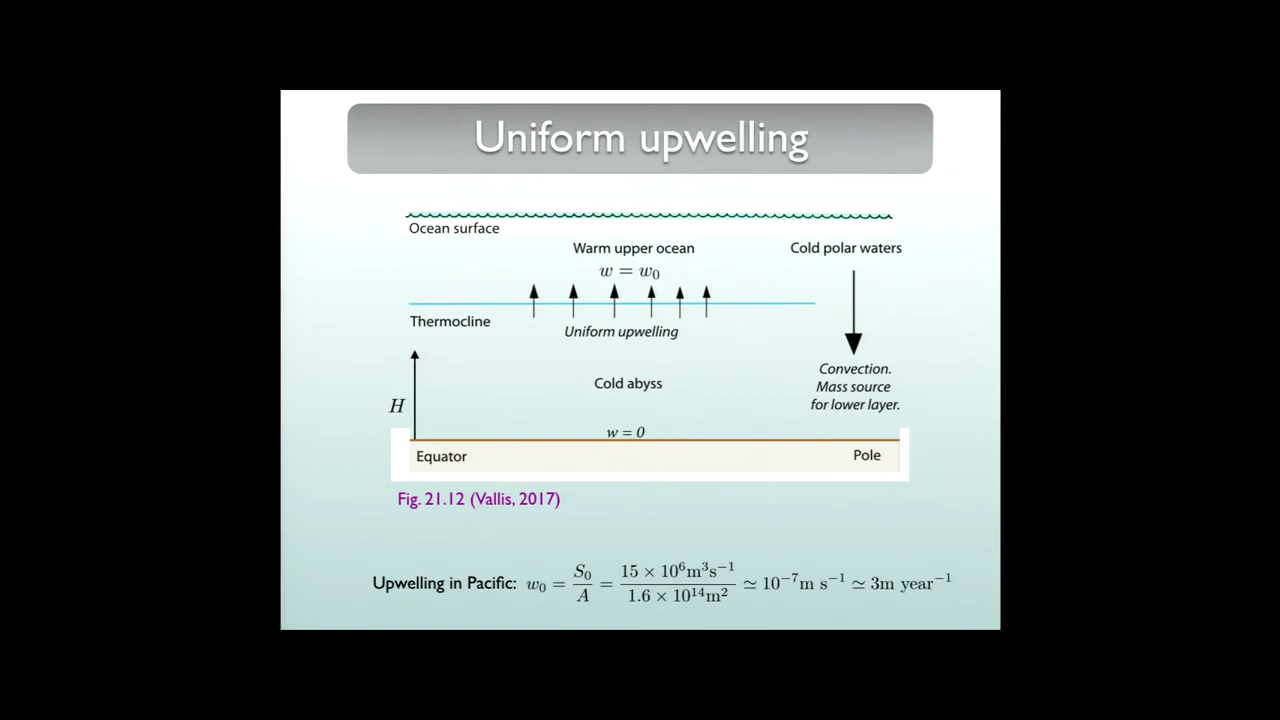 Uniform upwelling
Ocean surface
Warm upper ocean
Cold polar waters
w = w₀
Thermocline
Uniform upwelling
Convection.
Mass source
for lower layer.
Cold abyss
H
w = 0
Equator
Pole
Fig. 21.12 (Vallis, 2017)
Upwelling in Pacific: w₀ = S₀/A = 15 × 10⁶m³s⁻¹/1.6 × 10¹⁴m² ≃ 10⁻⁷m s⁻¹ ≃ 3m year⁻¹